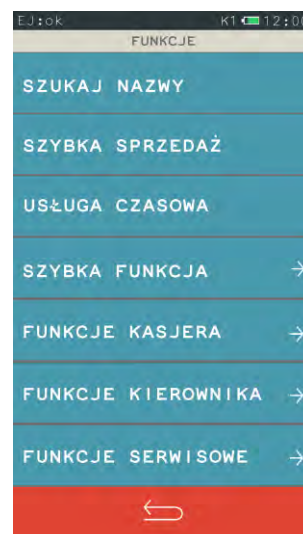 EJ:ok K1 12:00
FUNKCJE
SZUKAJ NAZWY
SZYBKA SPRZEDAŻ
USŁUGA CZASOWA
SZYBKA FUNKCJA
FUNKCJE KASJERA
FUNKCJE KIEROWNIKA
FUNKCJE SERWISOWE